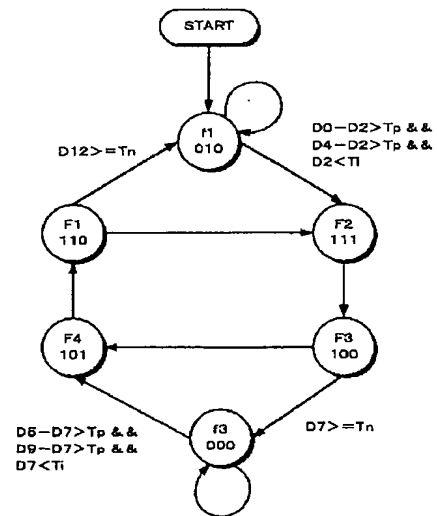 START
f1
010
D0-D2>Tp &&
D4-D2>Tp &&
D2<Ti
D12>=Tn
F1
110
F2
111
F4
101
F3
100
f3
000
D5-D7>Tp &&
D9-D7>Tp &&
D7<Ti
D7>=Tn